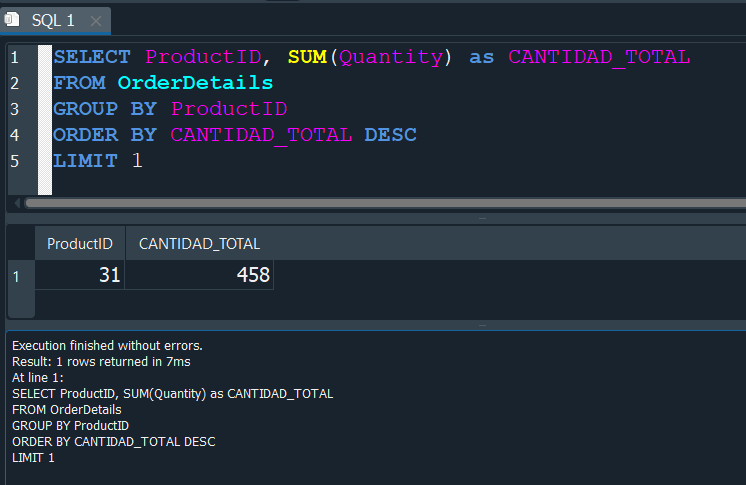 SQL 1
1 SELECT ProductID, SUM(Quantity) as CANTIDAD_TOTAL
2 FROM OrderDetails
3 GROUP BY ProductID
4 ORDER BY CANTIDAD_TOTAL DESC
5 LIMIT 1
ProductID CANTIDAD_TOTAL
1 31 458
Execution finished without errors.
Result: 1 rows returned in 7ms
At line 1:
SELECT ProductID, SUM(Quantity) as CANTIDAD_TOTAL
FROM OrderDetails
GROUP BY ProductID
ORDER BY CANTIDAD_TOTAL DESC
LIMIT 1